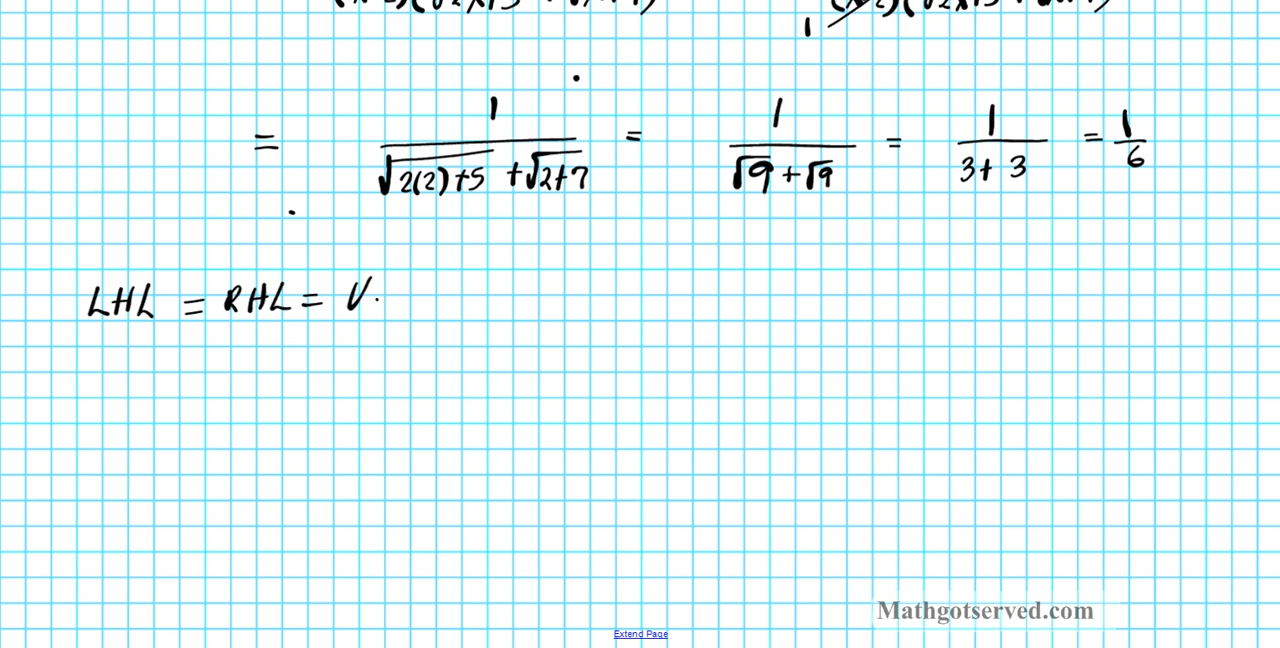 = 1/(√(2(2)+5) + √(2+7)) = 1/(√9 + √9) = 1/(3+3) = 1/6
LHL = RHL = V.
Mathgotserved.com
Extend Page